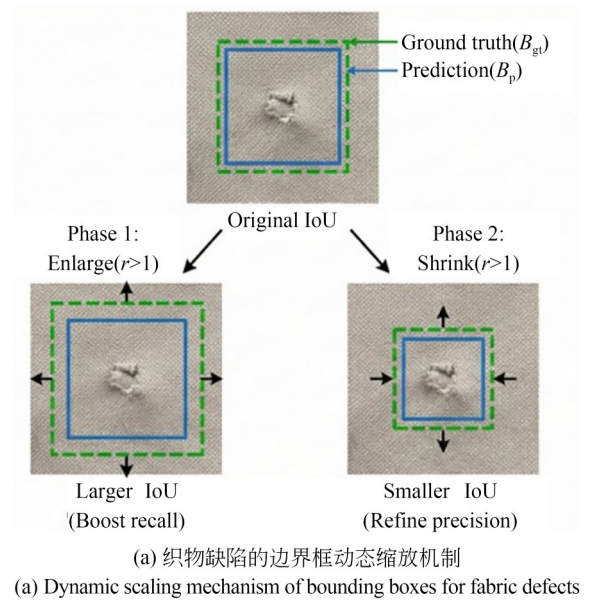 Ground truth(Bgt)
Prediction(Bp)
Original IoU
Phase 1:
Enlarge(r>1)
Phase 2:
Shrink(r>1)
Larger IoU
(Boost recall)
Smaller IoU
(Refine precision)
(a) 织物缺陷的边界框动态缩放机制
(a) Dynamic scaling mechanism of bounding boxes for fabric defects